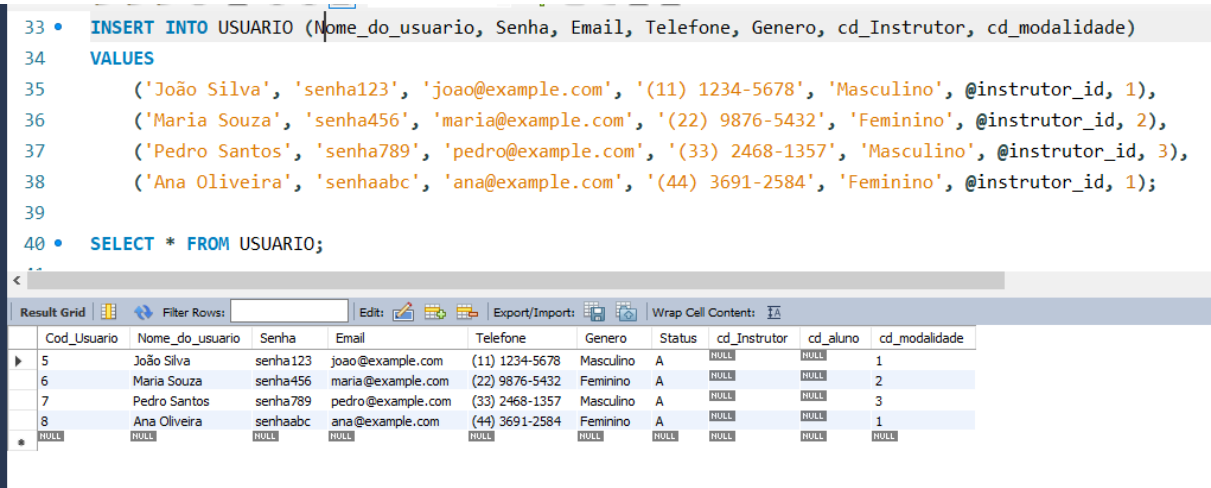 33 INSERT INTO USUARIO (Nome_do_usuario, Senha, Email, Telefone, Genero, cd_Instrutor, cd_modalidade)
34 VALUES
35 ('João Silva', 'senha123', 'joao@example.com', '(11) 1234-5678', 'Masculino', @instrutor_id, 1),
36 ('Maria Souza', 'senha456', 'maria@example.com', '(22) 9876-5432', 'Feminino', @instrutor_id, 2),
37 ('Pedro Santos', 'senha789', 'pedro@example.com', '(33) 2468-1357', 'Masculino', @instrutor_id, 3),
38 ('Ana Oliveira', 'senhaabc', 'ana@example.com', '(44) 3691-2584', 'Feminino', @instrutor_id, 1);
39
40 SELECT * FROM USUARIO;
Result Grid Filter Rows: Edit: Export/Import: Wrap Cell Content: IA
Cod_Usuario Nome_do_usuario Senha Email Telefone Genero Status cd_Instrutor cd_aluno cd_modalidade
5 João Silva senha123 joao@example.com (11) 1234-5678 Masculino A NULL NULL 1
6 Maria Souza senha456 maria@example.com (22) 9876-5432 Feminino A NULL NULL 2
7 Pedro Santos senha789 pedro@example.com (33) 2468-1357 Masculino A NULL NULL 3
8 Ana Oliveira senhaabc ana@example.com (44) 3691-2584 Feminino A NULL NULL 1
NULL NULL NULL NULL NULL NULL NULL NULL NULL NULL